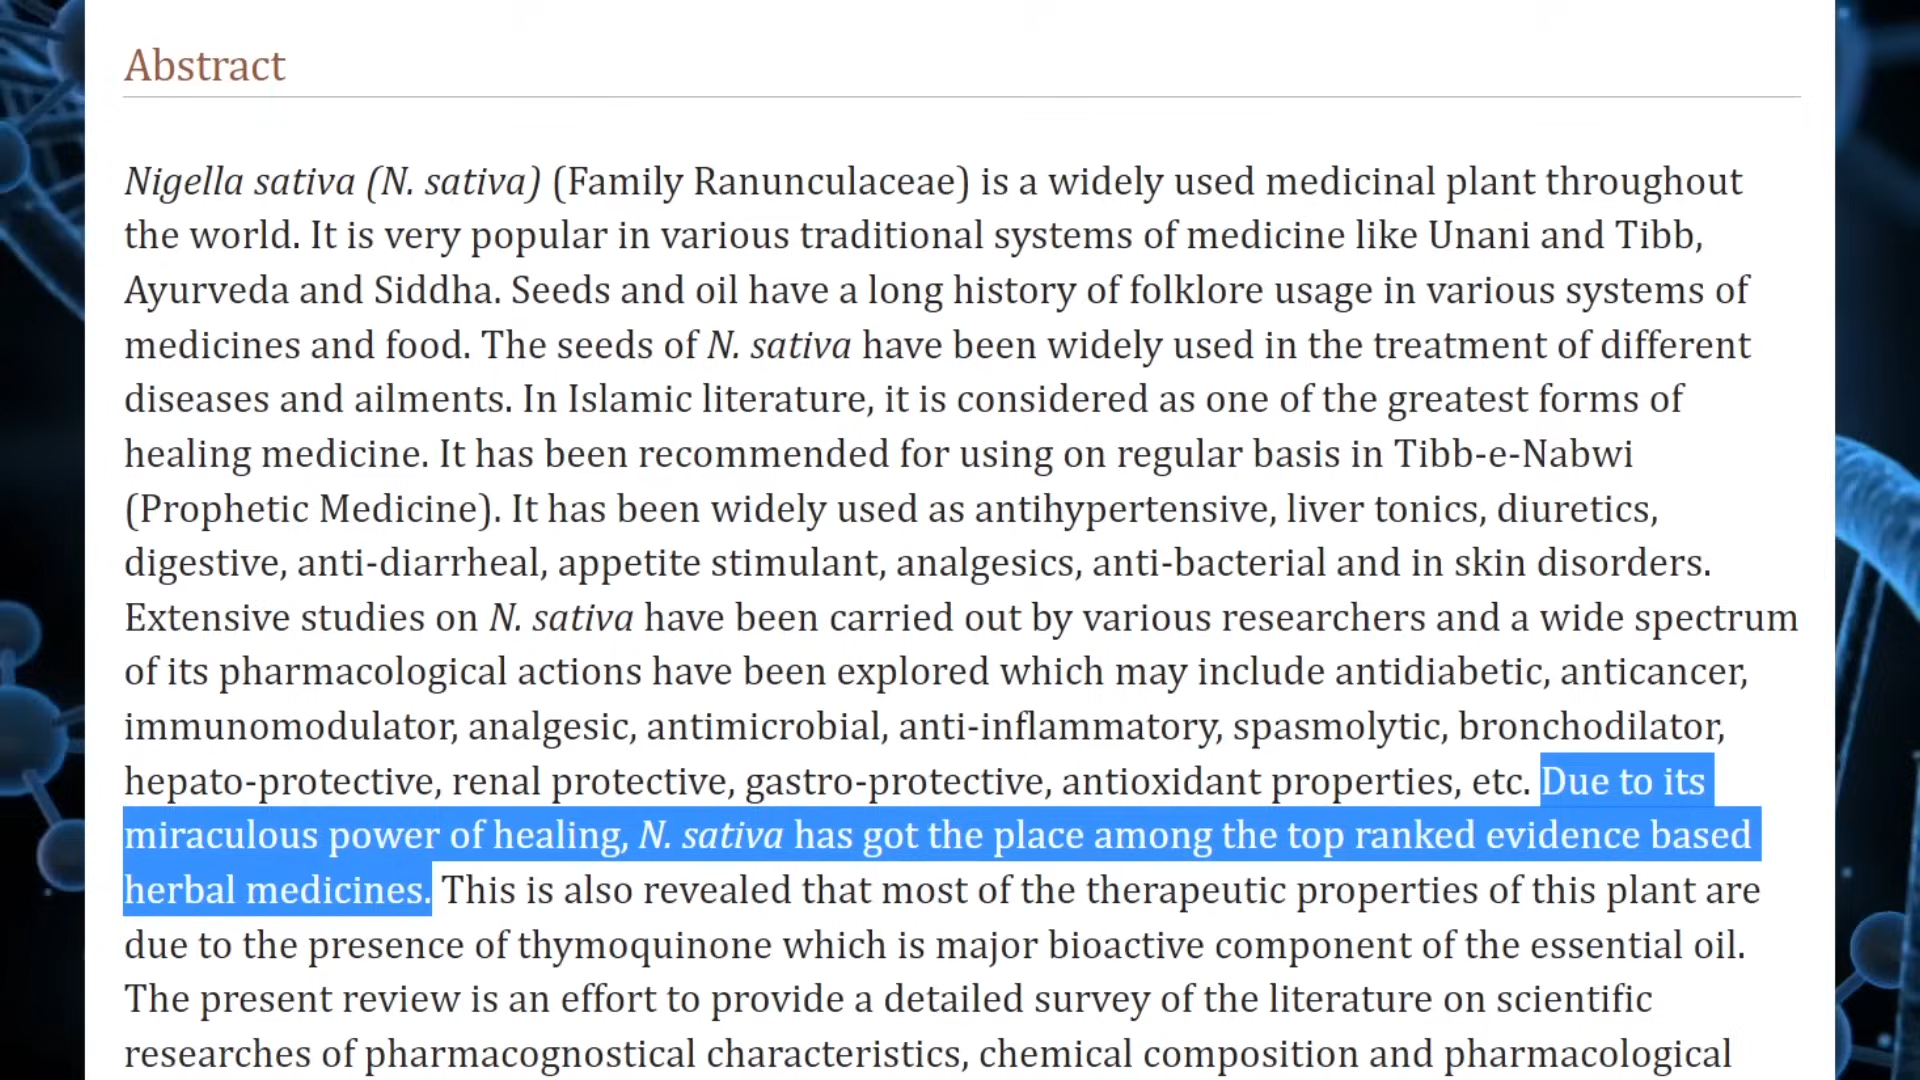 Abstract
Nigella sativa (N. sativa) (Family Ranunculaceae) is a widely used medicinal plant throughout
the world. It is very popular in various traditional systems of medicine like Unani and Tibb,
Ayurveda and Siddha. Seeds and oil have a long history of folklore usage in various systems of
medicines and food. The seeds of N. sativa have been widely used in the treatment of different
diseases and ailments. In Islamic literature, it is considered as one of the greatest forms of
healing medicine. It has been recommended for using on regular basis in Tibb-e-Nabwi
(Prophetic Medicine). It has been widely used as antihypertensive, liver tonics, diuretics,
digestive, anti-diarrheal, appetite stimulant, analgesics, anti-bacterial and in skin disorders.
Extensive studies on N. sativa have been carried out by various researchers and a wide spectrum
of its pharmacological actions have been explored which may include antidiabetic, anticancer,
immunomodulator, analgesic, antimicrobial, anti-inflammatory, spasmolytic, bronchodilator,
hepato-protective, renal protective, gastro-protective, antioxidant properties, etc. Due to its
miraculous power of healing, N. sativa has got the place among the top ranked evidence based
herbal medicines. This is also revealed that most of the therapeutic properties of this plant are
due to the presence of thymoquinone which is major bioactive component of the essential oil.
The present review is an effort to provide a detailed survey of the literature on scientific
researches of pharmacognostical characteristics, chemical composition and pharmacological